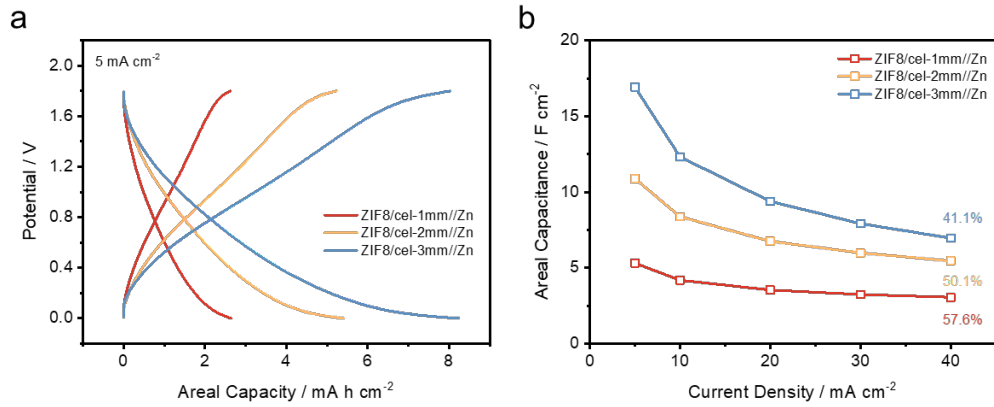 a
5 mA cm⁻²
2.0
1.6
1.2
0.8
0.4
0.0
Potential / V
ZIF8/cel-1mm//Zn
ZIF8/cel-2mm//Zn
ZIF8/cel-3mm//Zn
0 2 4 6 8
Areal Capacity / mA h cm⁻²
b
20
15
10
5
0
Areal Capacitance / F cm⁻²
ZIF8/cel-1mm//Zn
ZIF8/cel-2mm//Zn
ZIF8/cel-3mm//Zn
41.1%
50.1%
57.6%
0 10 20 30 40
Current Density / mA cm⁻²